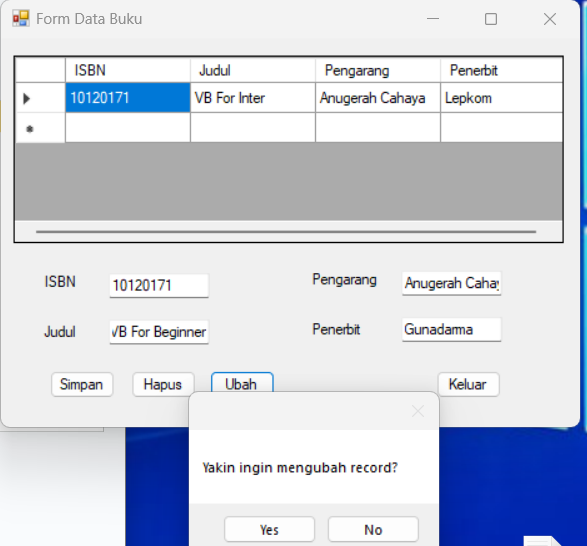 Form Data Buku
ISBN Judul Pengarang Penerbit
10120171 VB For Inter Anugerah Cahaya Lepkom
ISBN 10120171 Pengarang Anugerah Cahay
Judul VB For Beginner Penerbit Gunadarma
Simpan Hapus Ubah Keluar
Yakin ingin mengubah record?
Yes No